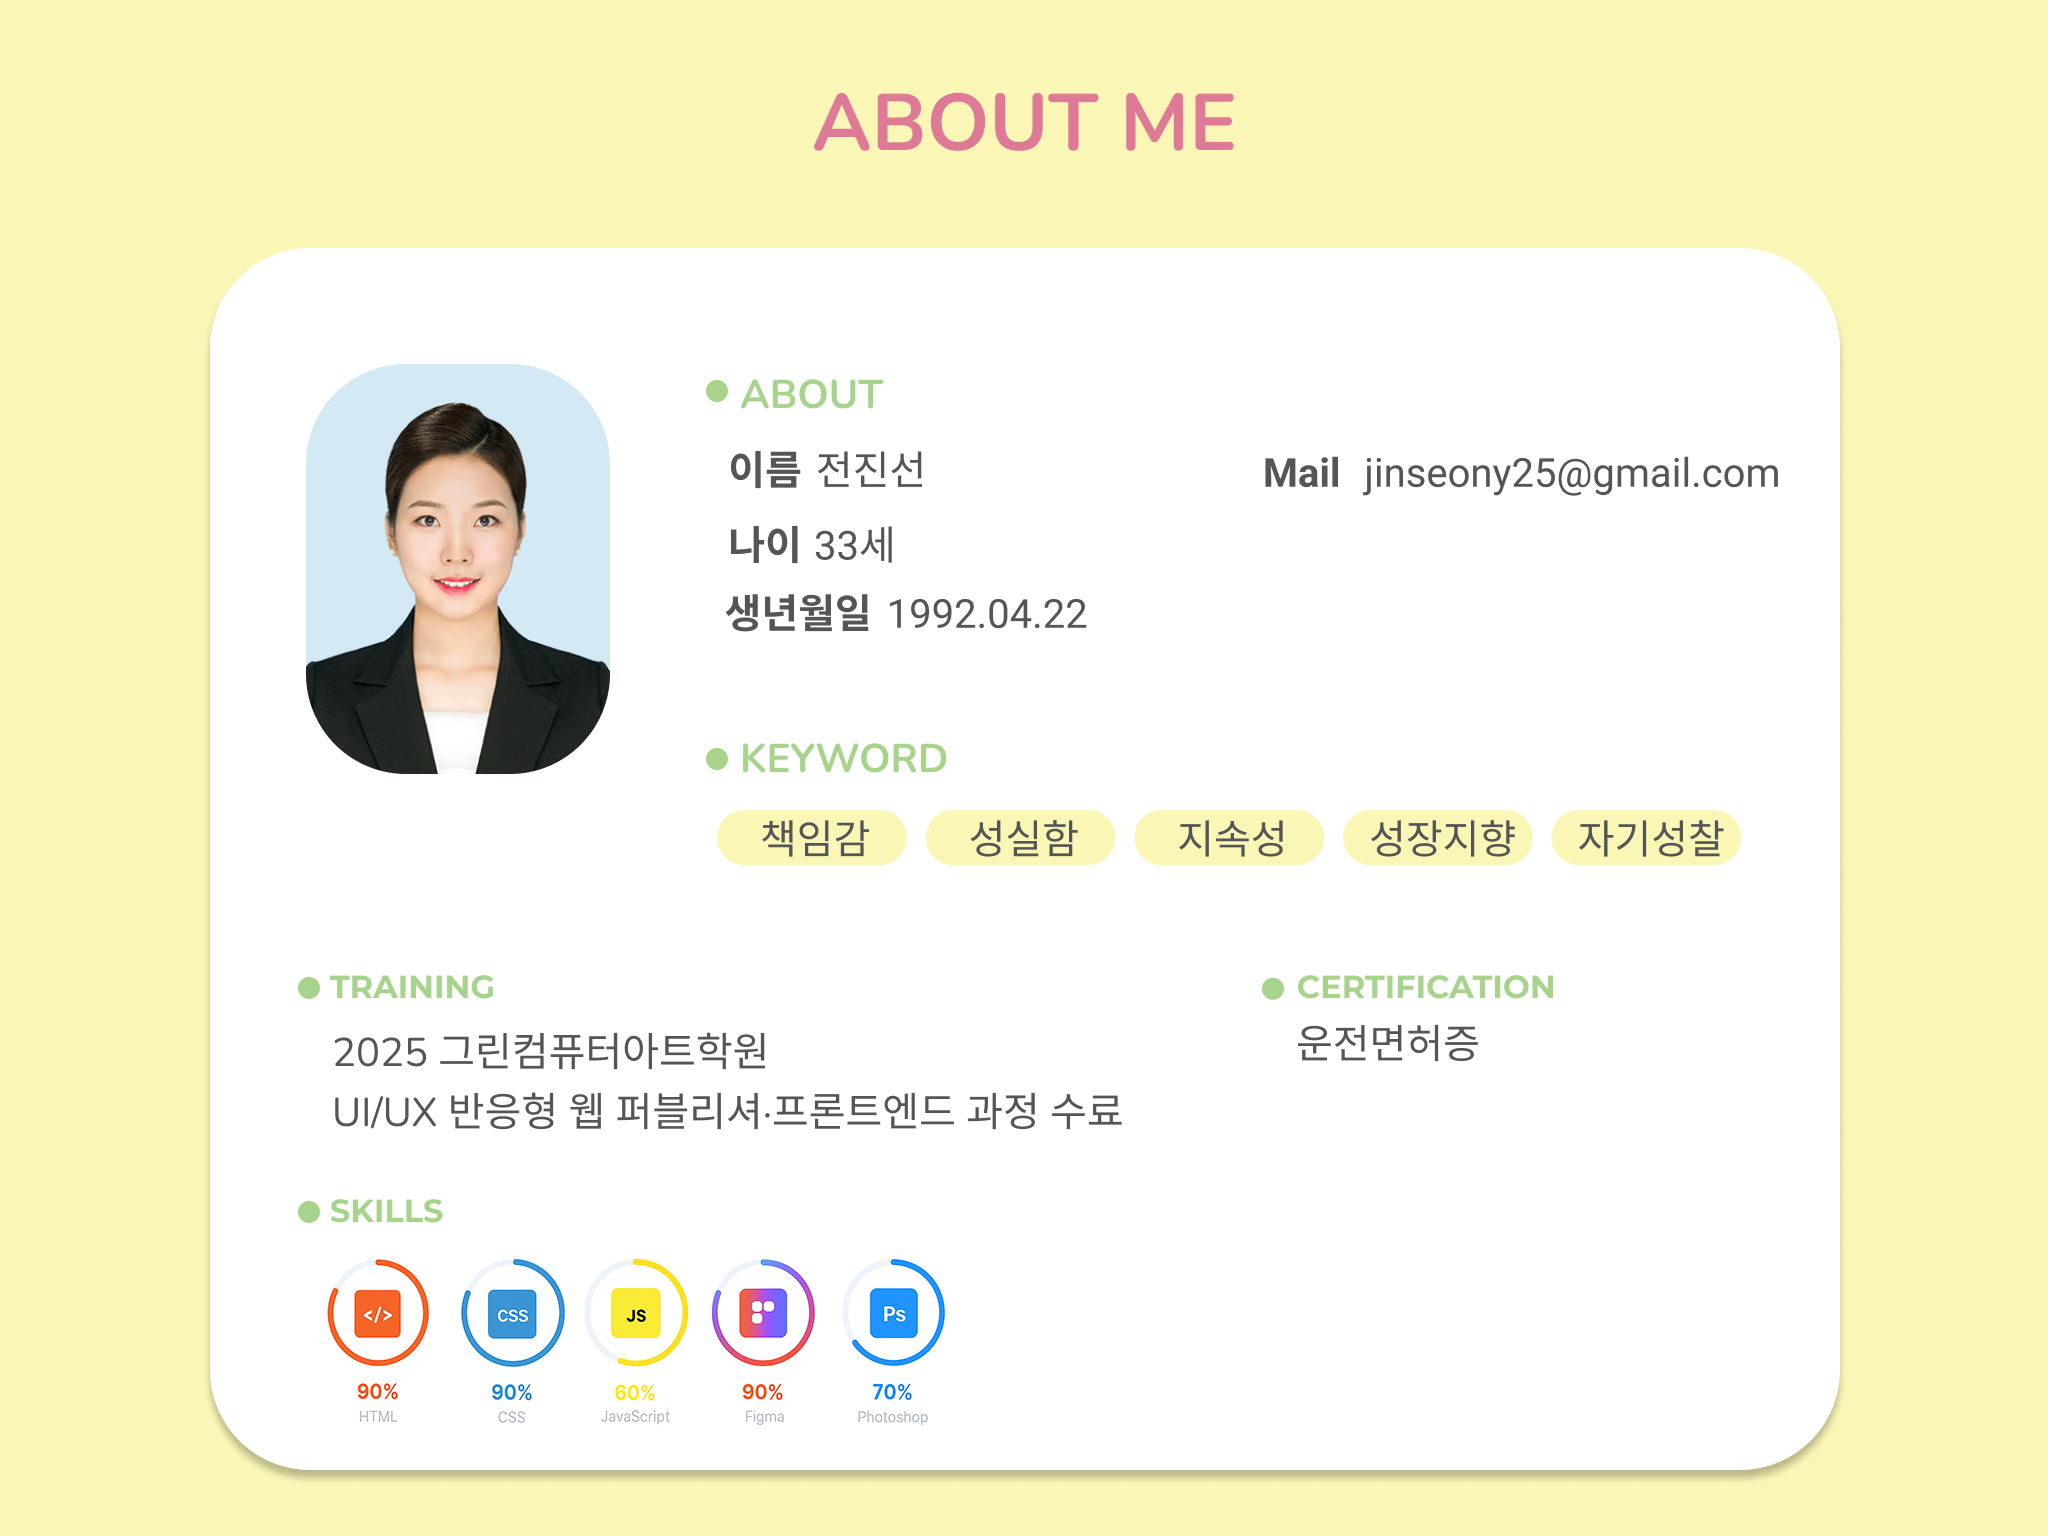 ABOUT ME
ABOUT
이름 전진선
Mail jinseony25@gmail.com
나이 33세
생년월일 1992.04.22
KEYWORD
책임감 성실함 지속성 성장지향 자기성찰
TRAINING
2025 그린컴퓨터아트학원
UI/UX 반응형 웹 퍼블리셔·프론트엔드 과정 수료
CERTIFICATION
운전면허증
SKILLS
</> CSS JS Ps
90% 90% 60% 90% 70%
HTML CSS JavaScript Figma Photoshop